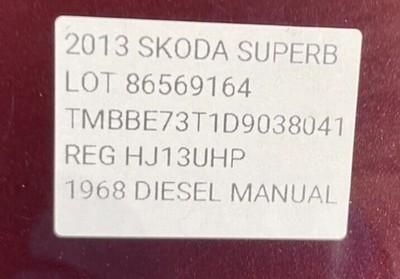 2013 SKODA SUPERB
LOT 86569164
TMBBE73T1D9038041
REG HJ13UHP
1968 DIESEL MANUAL